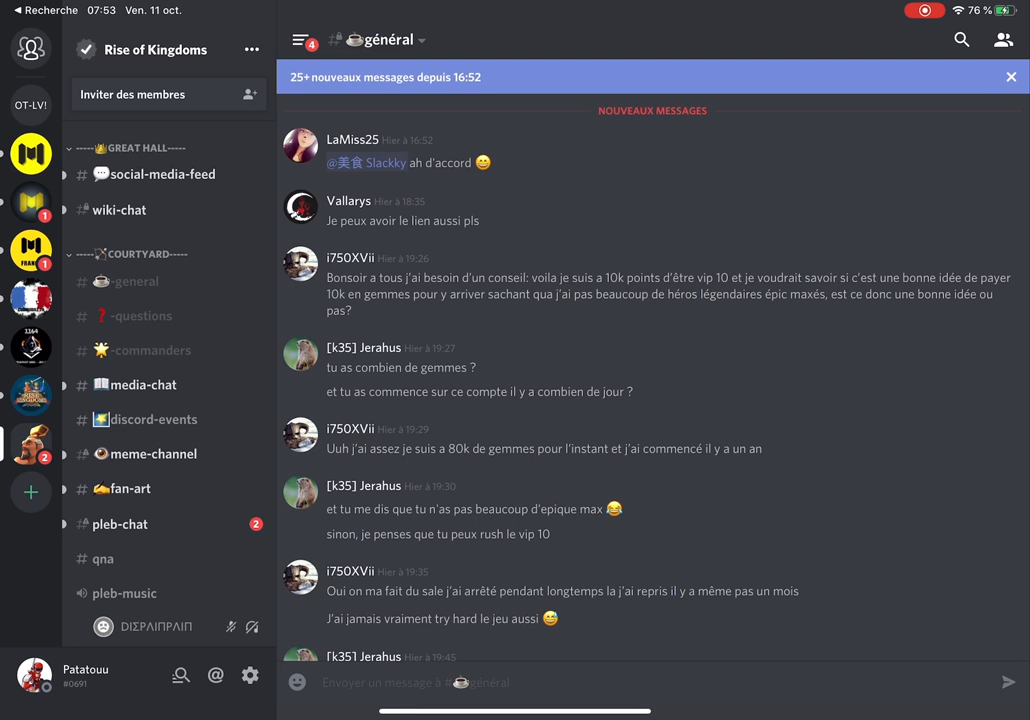 ◀ Recherche 07:53 Ven. 11 oct.
76 %
Rise of Kingdoms
Inviter des membres
OT-LV!
-----👑GREAT HALL-----
# 💬social-media-feed
# wiki-chat
-----🏹COURTYARD-----
# ☕-general
# ❓-questions
# 🌟-commanders
# 📖media-chat
# 🌠discord-events
# 👁️meme-channel
# ✍️fan-art
# pleb-chat 2
# qna
pleb-music
DIΣPΛIΠPΛΠ
1
1
FRANCE
1164
RISE
KINGDOMS
2
Patatouu
#0691
4
# ☕général
25+ nouveaux messages depuis 16:52
NOUVEAUX MESSAGES
LaMiss25 Hier à 16:52
@美食 Slackky ah d'accord 😄
Vallarys Hier à 18:35
Je peux avoir le lien aussi pls
i750XVii Hier à 19:26
Bonsoir a tous j'ai besoin d'un conseil: voila je suis a 10k points d'être vip 10 et je voudrait savoir si c'est une bonne idée de payer
10k en gemmes pour y arriver sachant qua j'ai pas beaucoup de héros légendaires épic maxés, est ce donc une bonne idée ou
pas?
[k35] Jerahus Hier à 19:27
tu as combien de gemmes ?
et tu as commence sur ce compte il y a combien de jour ?
i750XVii Hier à 19:29
Uuh j'ai assez je suis a 80k de gemmes pour l'instant et j'ai commencé il y a un an
[k35] Jerahus Hier à 19:30
et tu me dis que tu n'as pas beaucoup d'epique max 😂
sinon, je penses que tu peux rush le vip 10
i750XVii Hier à 19:35
Oui on ma fait du sale j'ai arrêté pendant longtemps la j'ai repris il y a même pas un mois
J'ai jamais vraiment try hard le jeu aussi 😅
[k35] Jerahus Hier à 19:45
Envoyer un message à #☕général